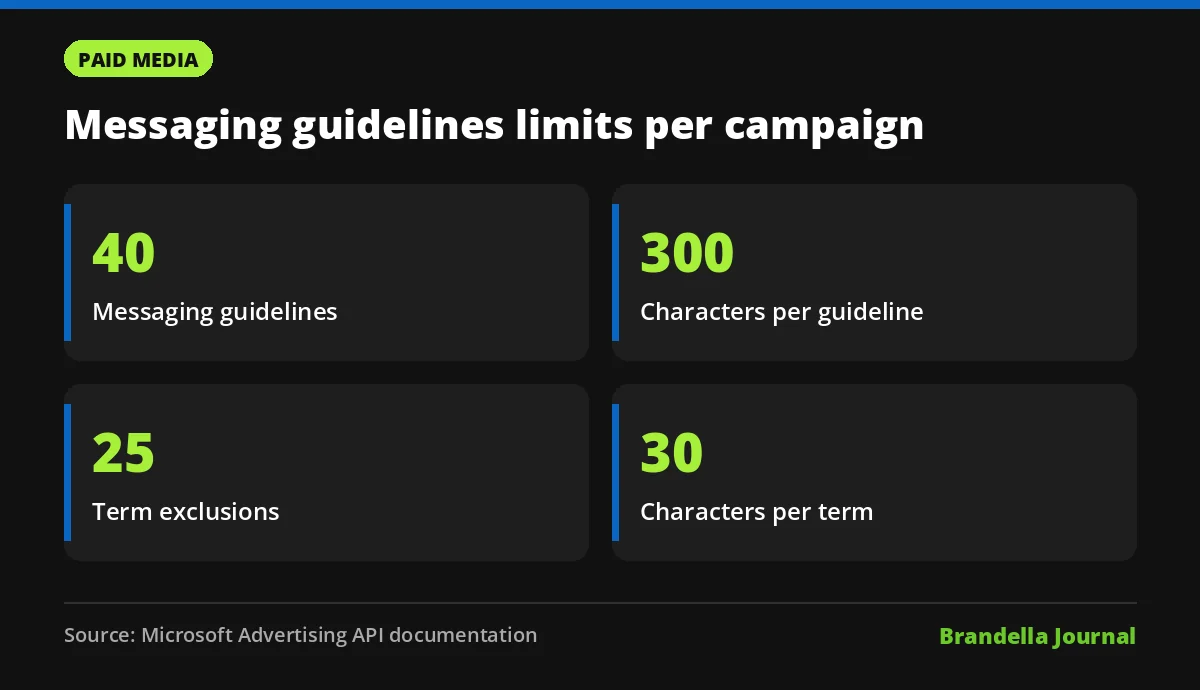 PAID MEDIA
Messaging guidelines limits per campaign
40
Messaging guidelines
300
Characters per guideline
25
Term exclusions
30
Characters per term
Source: Microsoft Advertising API documentation
Brandella Journal